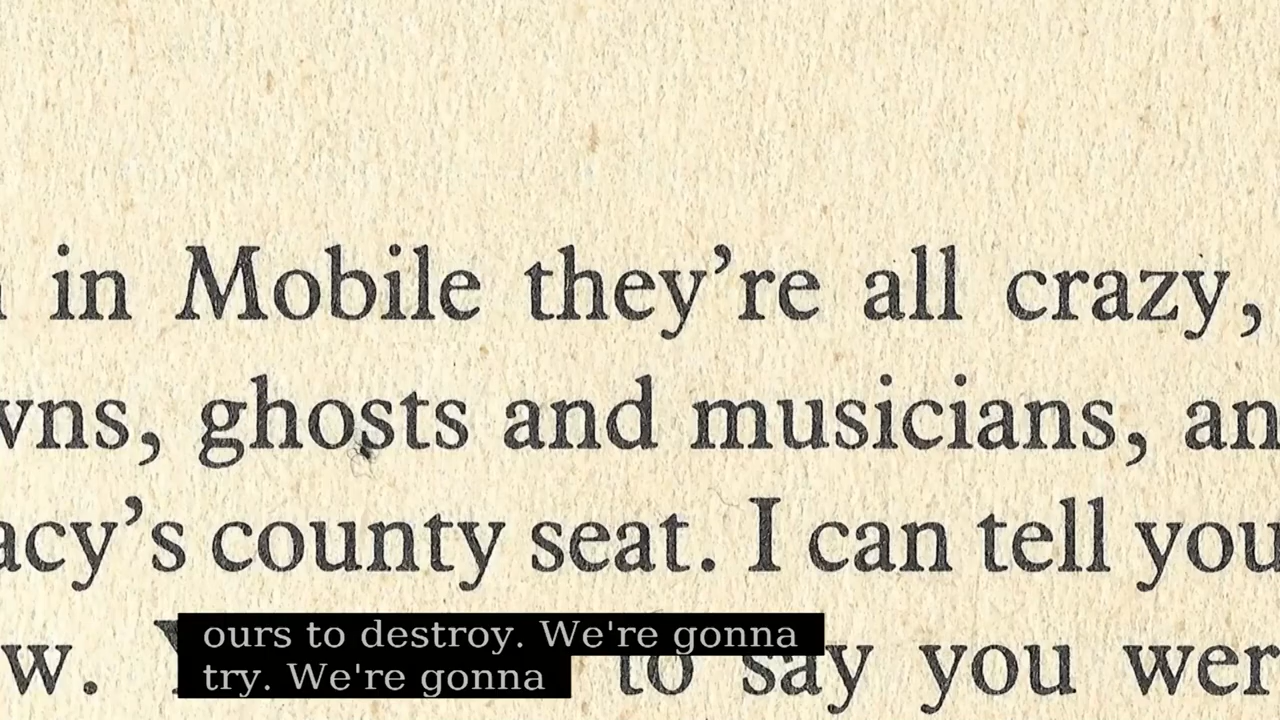 in Mobile they’re all crazy,
wns, ghosts and musicians, an
acy’s county seat. I can tell you
w. to say you wer
ours to destroy. We're gonna
try. We're gonna